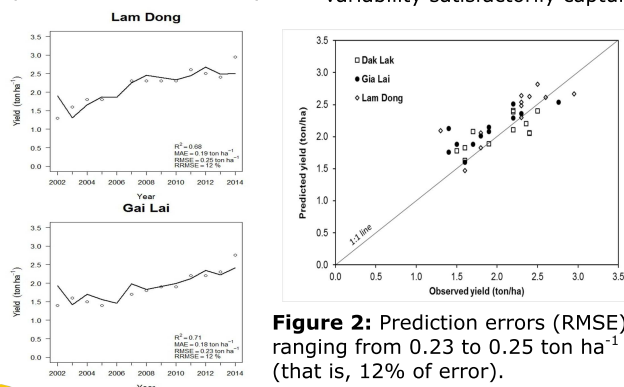 variability satisfactorily
Lam Dong
Yield (ton ha⁻¹)
3.5
3.0
2.5
2.0
1.5
1.0
0.5
0.0
R² = 0.68
MAE = 0.19 ton ha⁻¹
RMSE = 0.25 ton ha⁻¹
RRMSE = 12 %
2002 2004 2006 2008 2010 2012 2014
Year
Gai Lai
Yield (ton ha⁻¹)
3.5
3.0
2.5
2.0
1.5
1.0
0.5
0.0
R² = 0.71
MAE = 0.18 ton ha⁻¹
RMSE = 0.23 ton ha⁻¹
RRMSE = 12 %
2002 2004 2006 2008 2010 2012 2014
Predicted yield (ton/ha)
3.5
3.0
2.5
2.0
1.5
1.0
0.5
0.0
Dak Lak
Gia Lai
Lam Dong
1:1 line
0.0 0.5 1.0 1.5 2.0 2.5 3.0 3.5
Observed yield (ton/ha)
Figure 2: Prediction errors (RMSE)
ranging from 0.23 to 0.25 ton ha⁻¹
(that is, 12% of error).